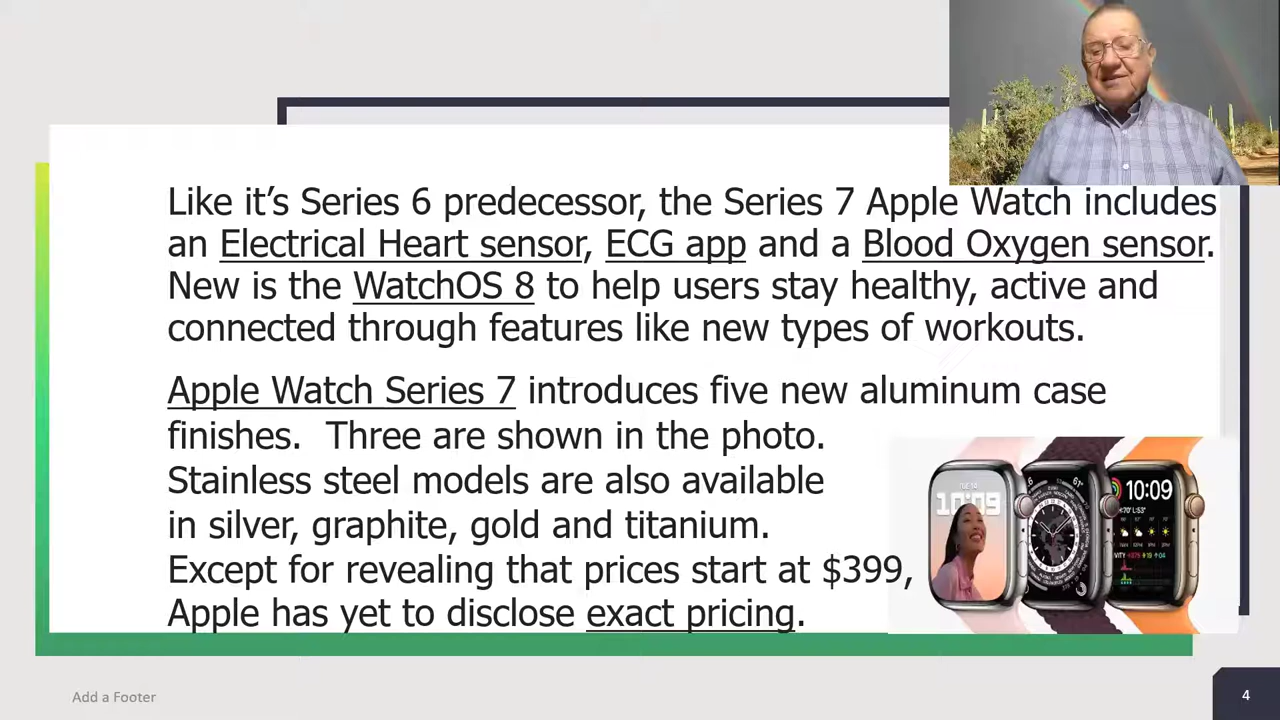 Like it's Series 6 predecessor, the Series 7 Apple Watch includes
an Electrical Heart sensor, ECG app and a Blood Oxygen sensor.
New is the WatchOS 8 to help users stay healthy, active and
connected through features like new types of workouts.
Apple Watch Series 7 introduces five new aluminum case
finishes.  Three are shown in the photo.
Stainless steel models are also available
in silver, graphite, gold and titanium.
Except for revealing that prices start at $399,
Apple has yet to disclose exact pricing.
TUE 14
10:09
10:09
Add a Footer
4